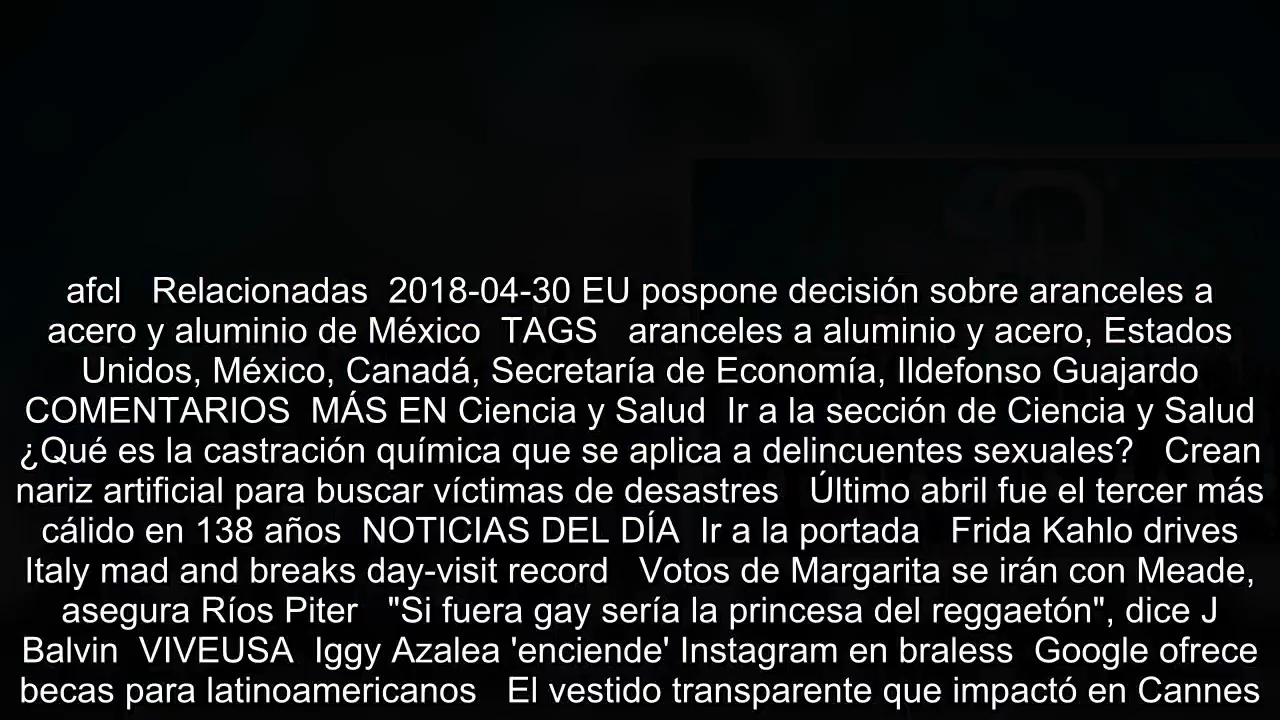 afcl   Relacionadas  2018-04-30 EU pospone decisión sobre aranceles a
acero y aluminio de México  TAGS   aranceles a aluminio y acero, Estados
Unidos, México, Canadá, Secretaría de Economía, Ildefonso Guajardo
COMENTARIOS  MÁS EN Ciencia y Salud  Ir a la sección de Ciencia y Salud
¿Qué es la castración química que se aplica a delincuentes sexuales?   Crean
nariz artificial para buscar víctimas de desastres   Último abril fue el tercer más
cálido en 138 años  NOTICIAS DEL DÍA  Ir a la portada   Frida Kahlo drives
Italy mad and breaks day-visit record   Votos de Margarita se irán con Meade,
asegura Ríos Piter   "Si fuera gay sería la princesa del reggaetón", dice J
Balvin  VIVEUSA  Iggy Azalea 'enciende' Instagram en braless  Google ofrece
becas para latinoamericanos   El vestido transparente que impactó en Cannes